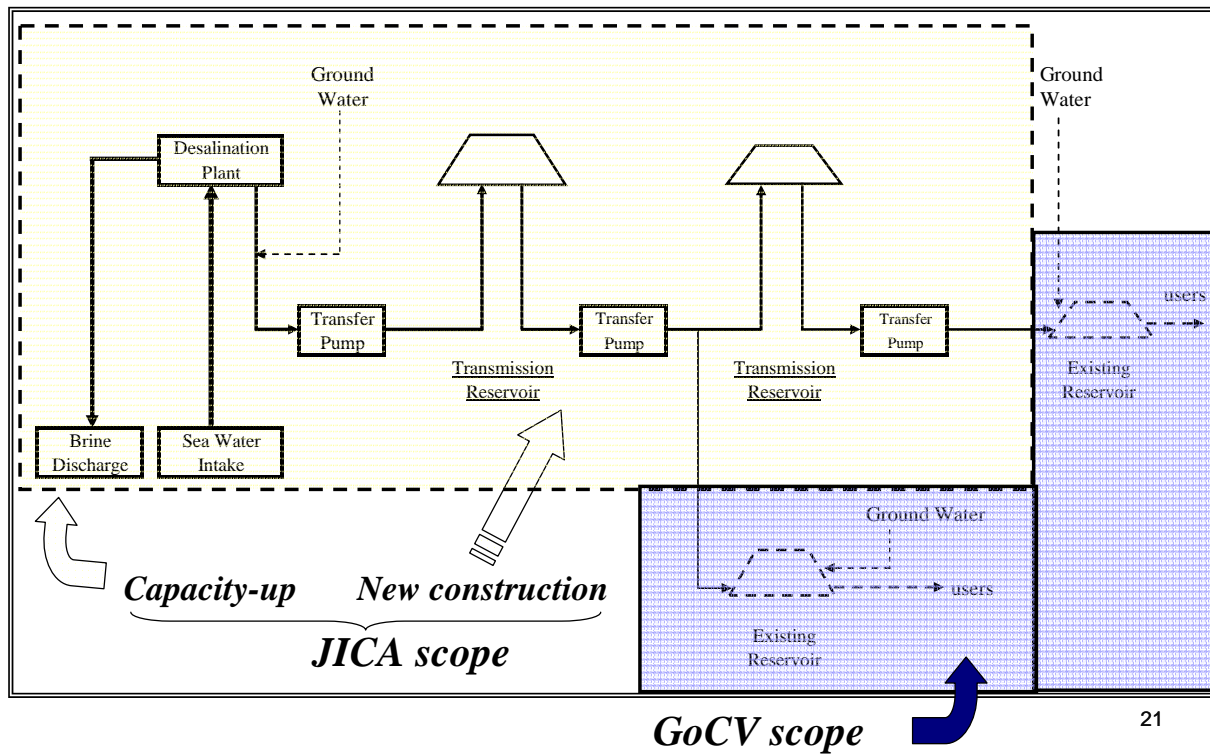 Ground
Water
Ground
Water
Desalination
Plant
Transfer
Pump
Transfer
Pump
Transfer
Pump
users
Transmission
Reservoir
Transmission
Reservoir
Existing
Reservoir
Brine
Discharge
Sea Water
Intake
Ground Water
users
Existing
Reservoir
Capacity-up
New construction
JICA scope
GoCV scope
21